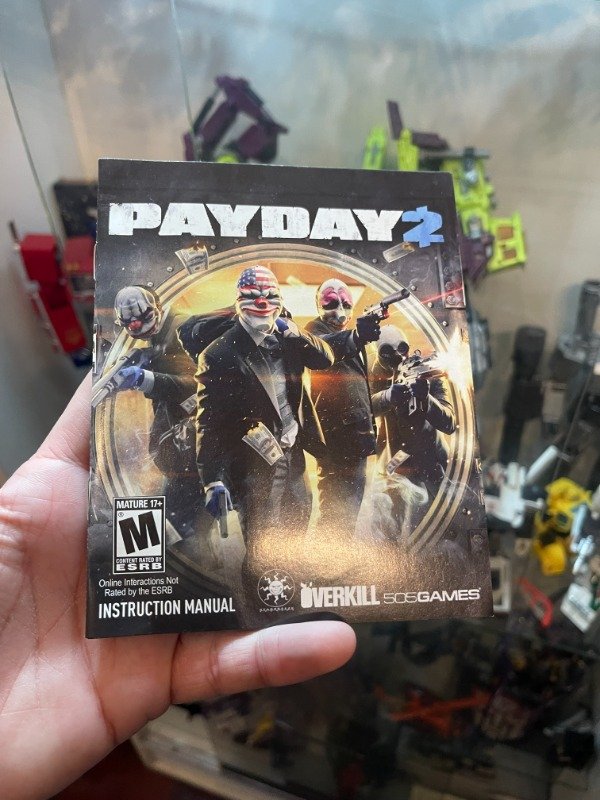 PAYDAY 2
MATURE 17+
M
CONTENT RATED BY
ESRB
Online Interactions Not
Rated by the ESRB
INSTRUCTION MANUAL
OVERKILL
505GAMES